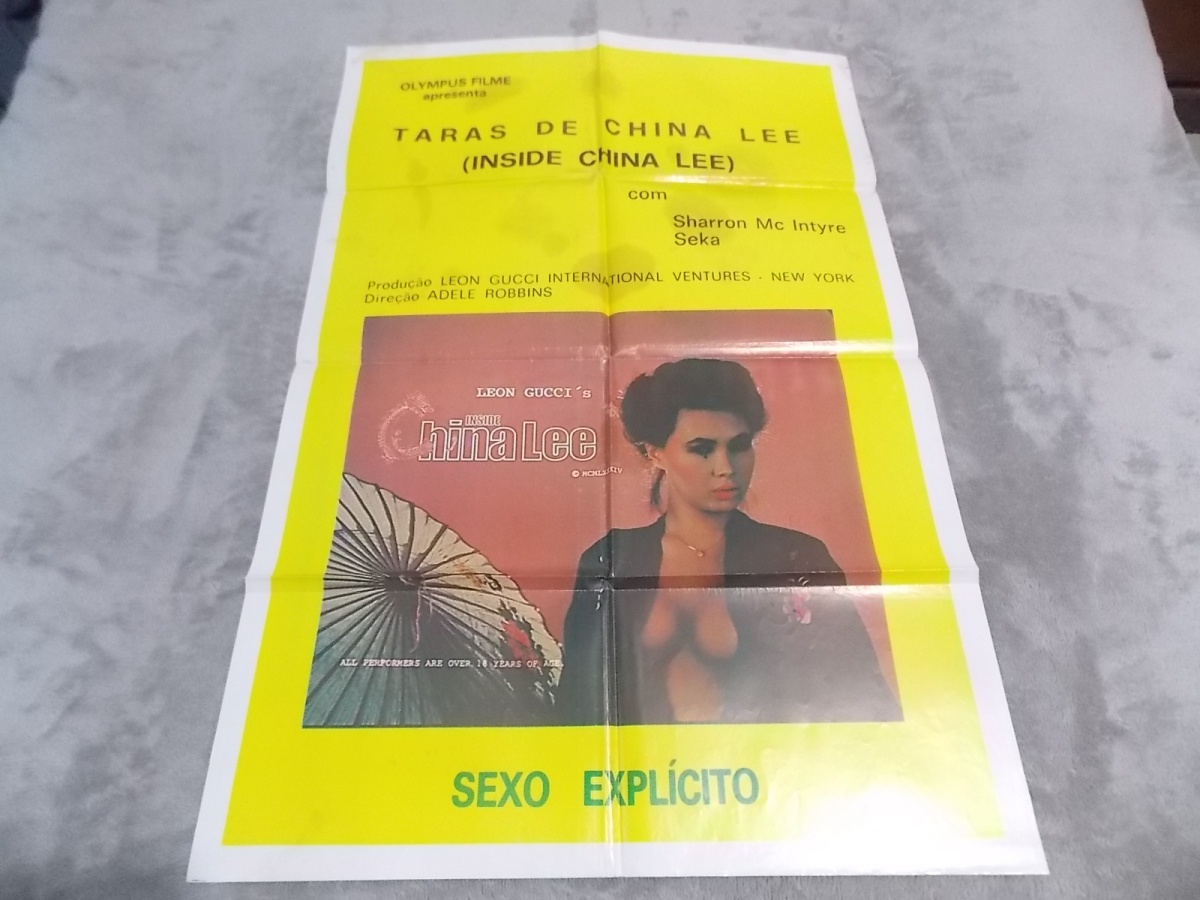 OLYMPUS FILME
apresenta
TARAS DE CHINA LEE
(INSIDE CHINA LEE)
com
Sharron Mc Intyre
Seka
Produção LEON GUCCI INTERNATIONAL VENTURES - NEW YORK
Direção ADELE ROBBINS
LEON GUCCI´s
INSIDE
China Lee
© MCMLXXXIV
ALL PERFORMERS ARE OVER 18 YEARS OF AGE.
SEXO EXPLÍCITO